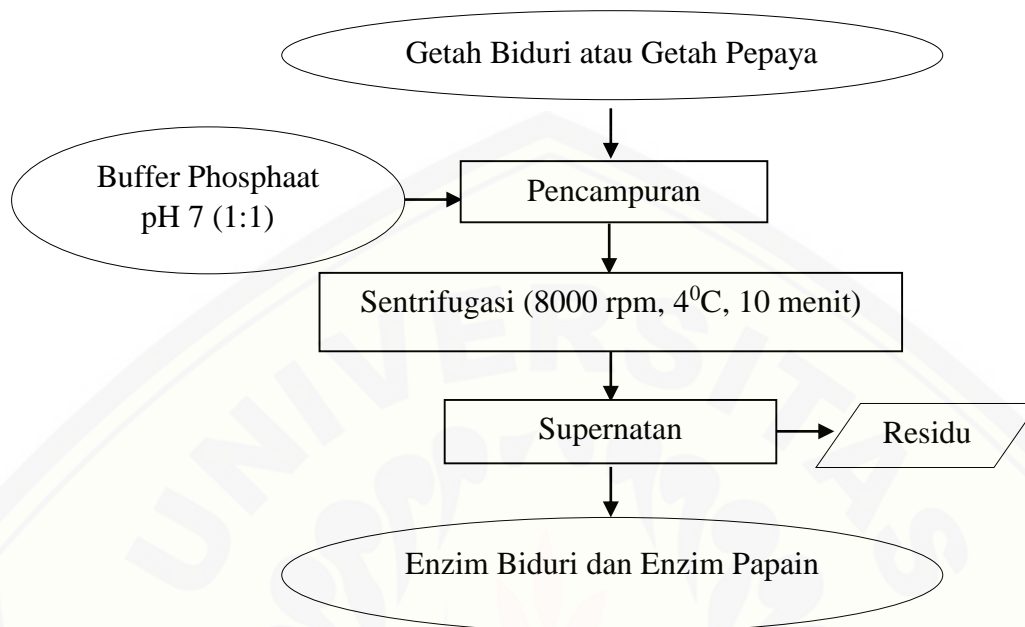 Getah Biduri atau Getah Pepaya
Buffer Phosphaat
pH 7 (1:1)
Pencampuran
Sentrifugasi (8000 rpm, 4⁰C, 10 menit)
Supernatan
Residu
Enzim Biduri dan Enzim Papain
UNIVERSITAS